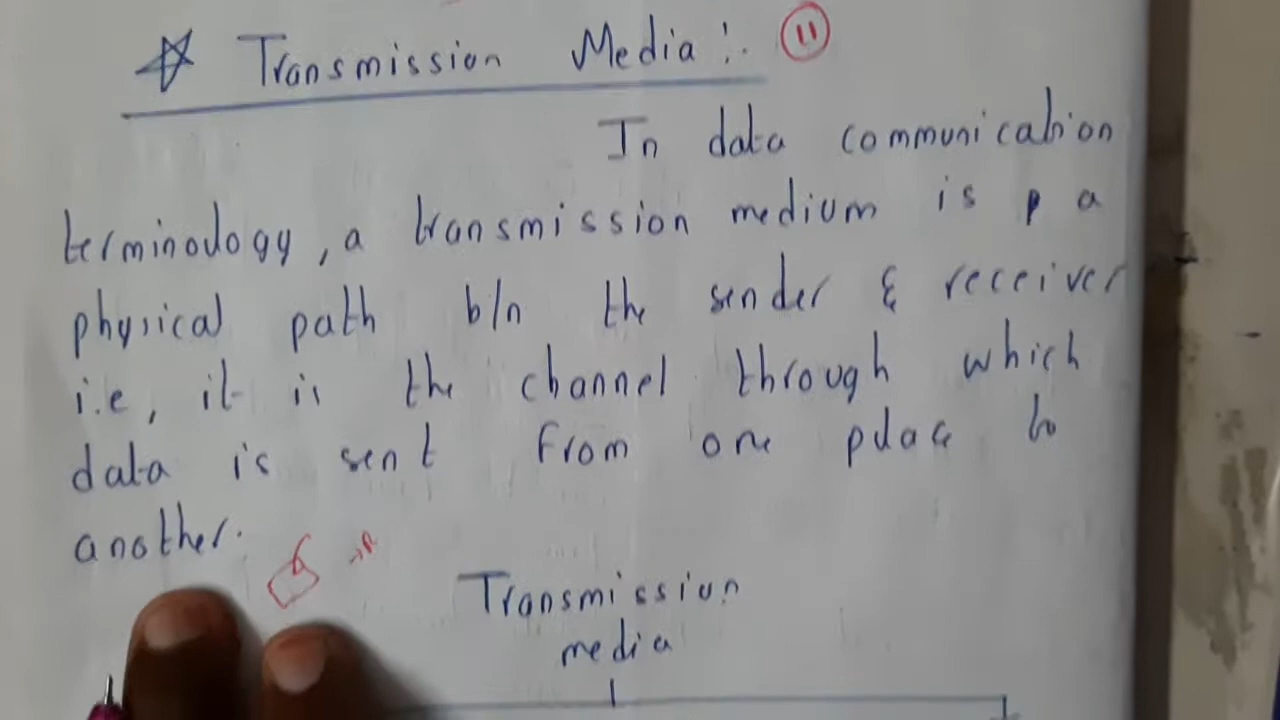 Transmission Media :- 11
In data communication
terminology, a transmission medium is a
physical path b/n the sender & receiver
i.e, it is the channel through which
data is sent from one place to
another.
Transmission
media